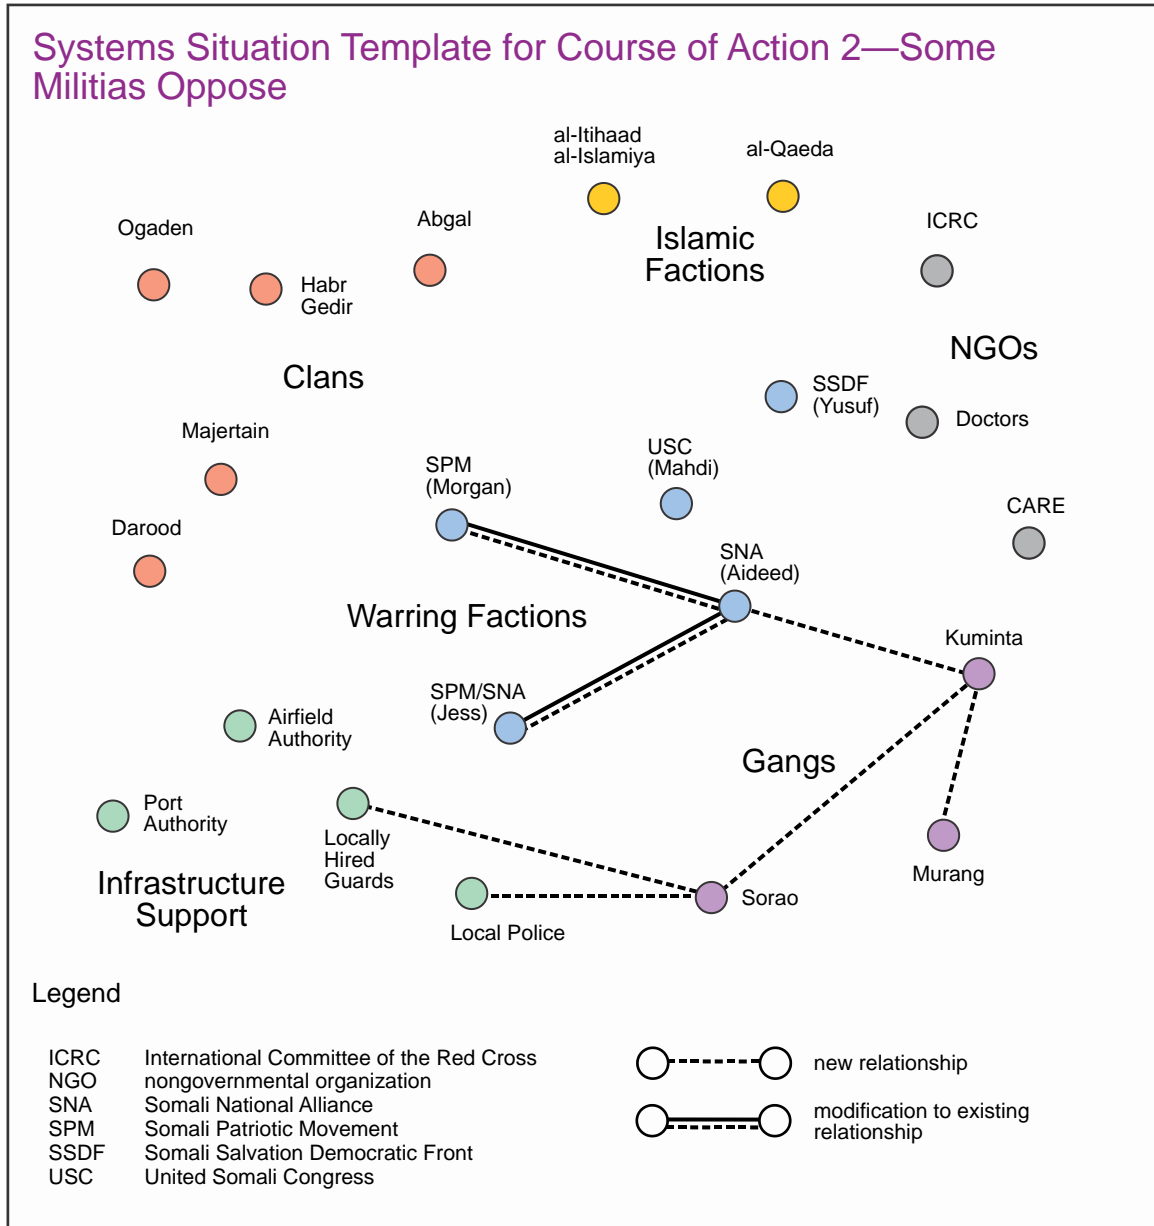 Systems Situation Template for Course of Action 2—Some
Militias Oppose
al-Itihaad
al-Islamiya
al-Qaeda
Ogaden
Abgal
ICRC
Islamic
Factions
Habr
Gedir
NGOs
Clans
SSDF
(Yusuf)
Doctors
Majertain
USC
(Mahdi)
SPM
(Morgan)
CARE
Darood
SNA
(Aideed)
Warring Factions
Kuminta
SPM/SNA
(Jess)
Airfield
Authority
Gangs
Port
Authority
Locally
Hired
Guards
Murang
Infrastructure
Support
Sorao
Local Police
Legend
ICRC International Committee of the Red Cross
NGO nongovernmental organization
SNA Somali National Alliance
SPM Somali Patriotic Movement
SSDF Somali Salvation Democratic Front
USC United Somali Congress
new relationship
modification to existing
relationship